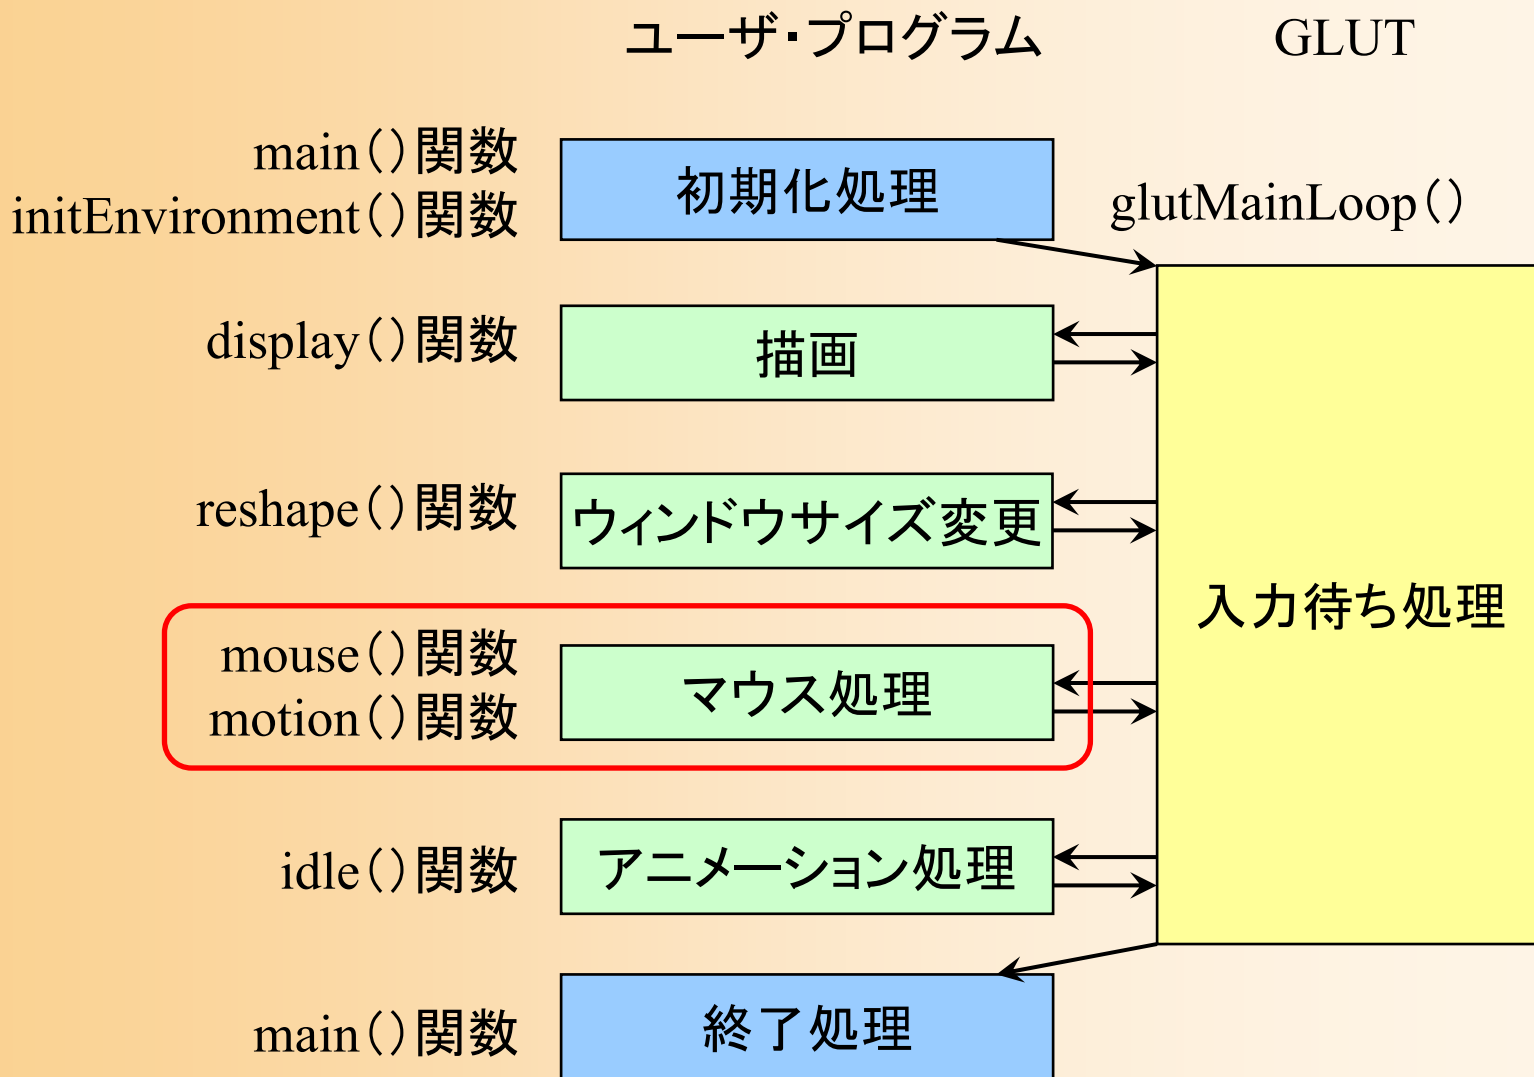 ユーザ・プログラム
GLUT
main()関数
initEnvironment()関数
初期化処理
glutMainLoop()
display()関数
描画
reshape()関数
ウィンドウサイズ変更
入力待ち処理
mouse()関数
motion()関数
マウス処理
idle()関数
アニメーション処理
main()関数
終了処理